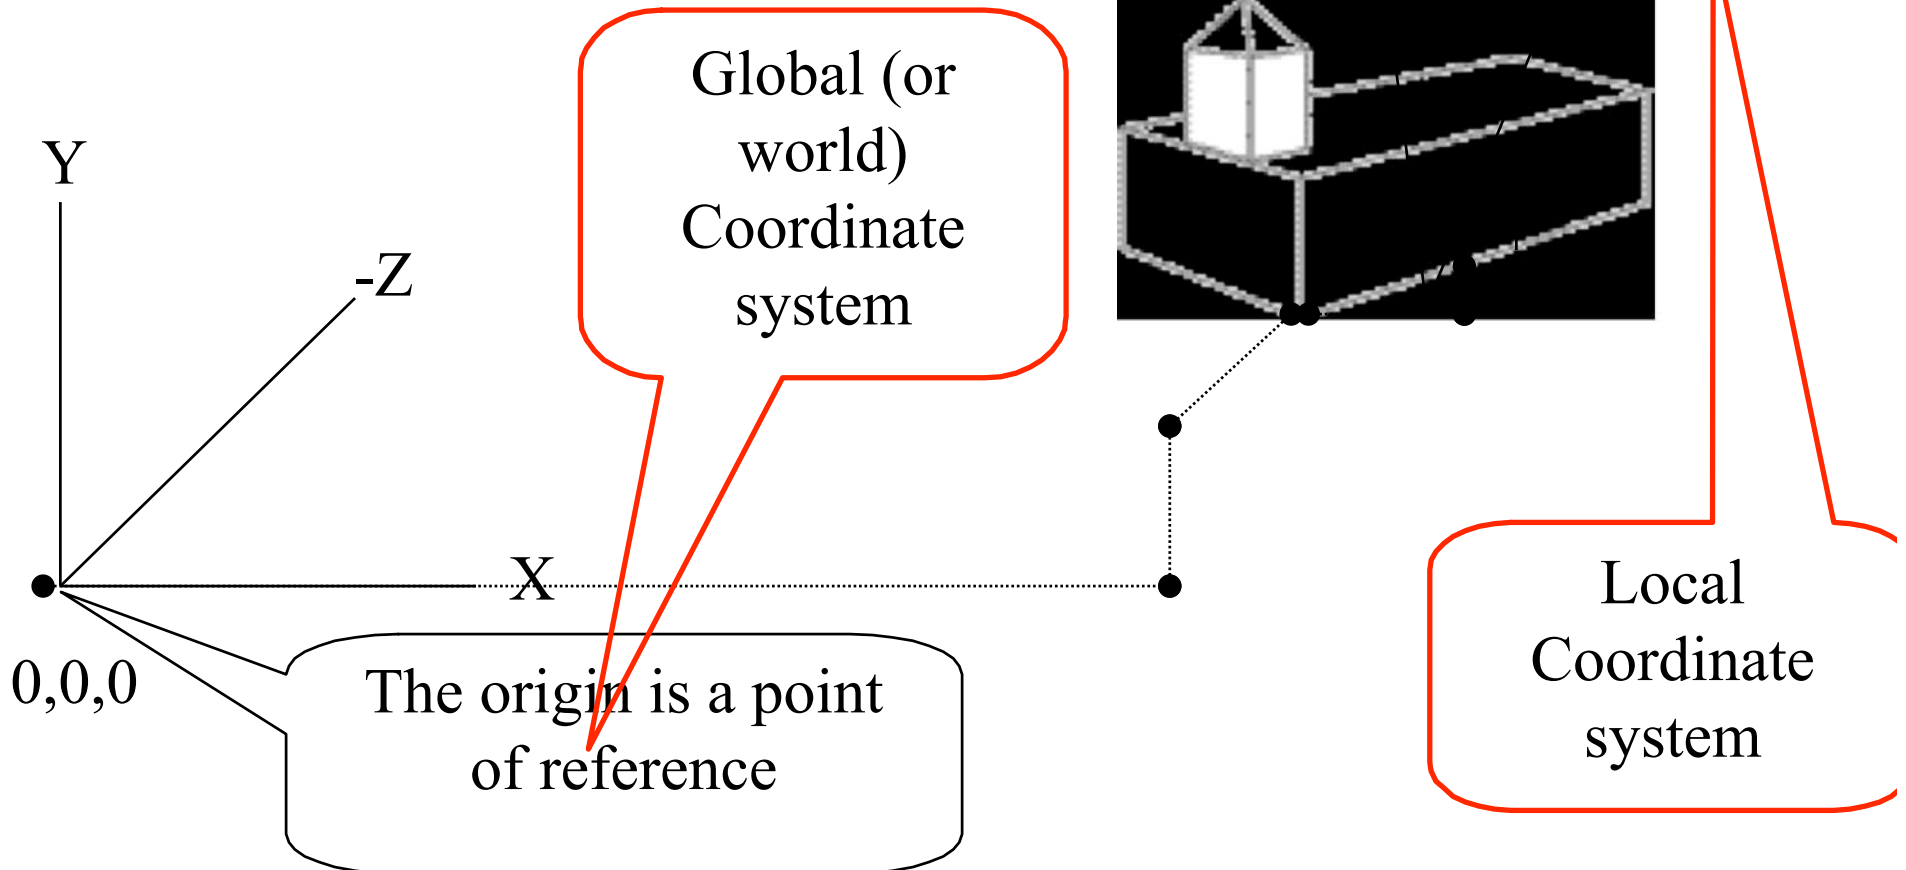 Global (or
world)
Coordinate
system
Y
-Z
X
0,0,0
The origin is a point
of reference
Local
Coordinate
system